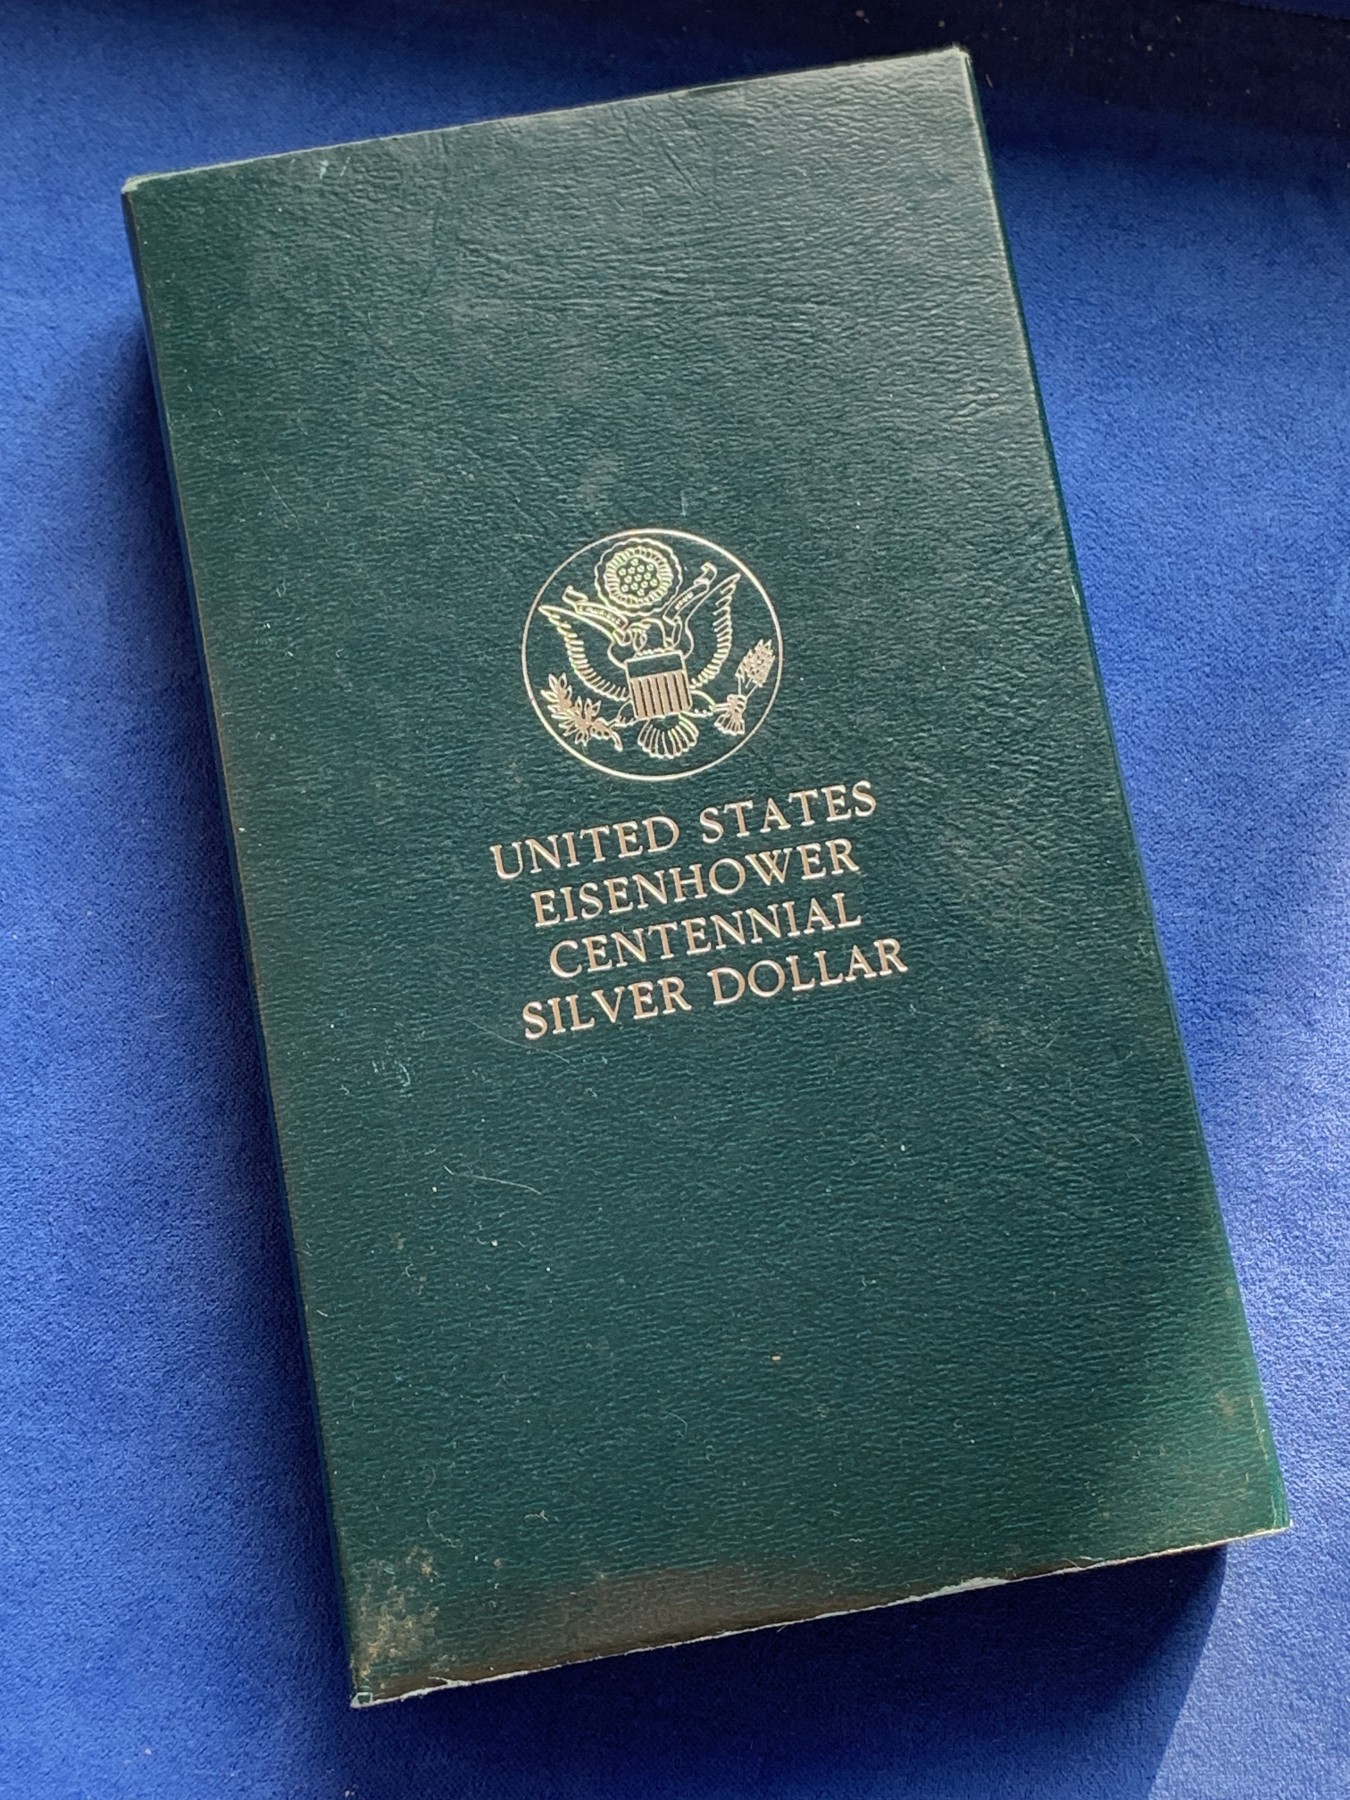 UNITED STATES
EISENHOWER
CENTENNIAL
SILVER DOLLAR